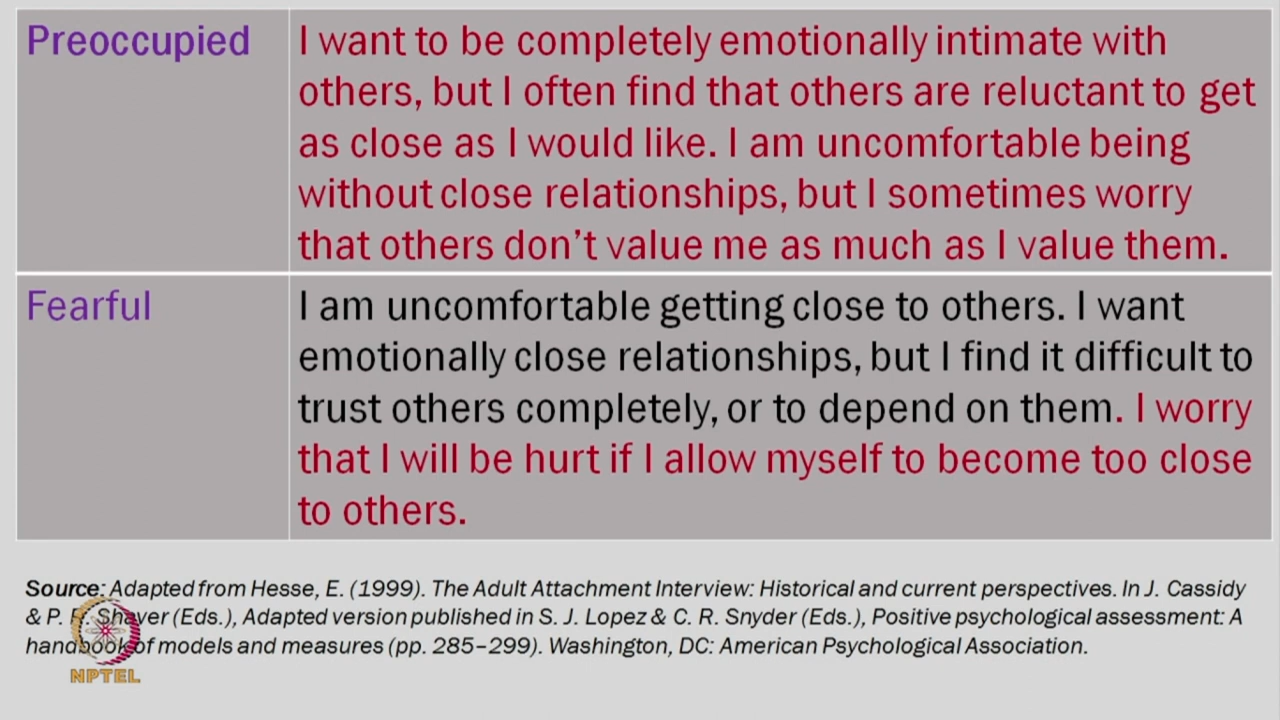 Preoccupied
I want to be completely emotionally intimate with
others, but I often find that others are reluctant to get
as close as I would like. I am uncomfortable being
without close relationships, but I sometimes worry
that others don't value me as much as I value them.
Fearful
I am uncomfortable getting close to others. I want
emotionally close relationships, but I find it difficult to
trust others completely, or to depend on them. I worry
that I will be hurt if I allow myself to become too close
to others.
Source: Adapted from Hesse, E. (1999). The Adult Attachment Interview: Historical and current perspectives. In J. Cassidy
& P. R. Shaver (Eds.), Adapted version published in S. J. Lopez & C. R. Snyder (Eds.), Positive psychological assessment: A
handbook of models and measures (pp. 285–299). Washington, DC: American Psychological Association.
NPTEL